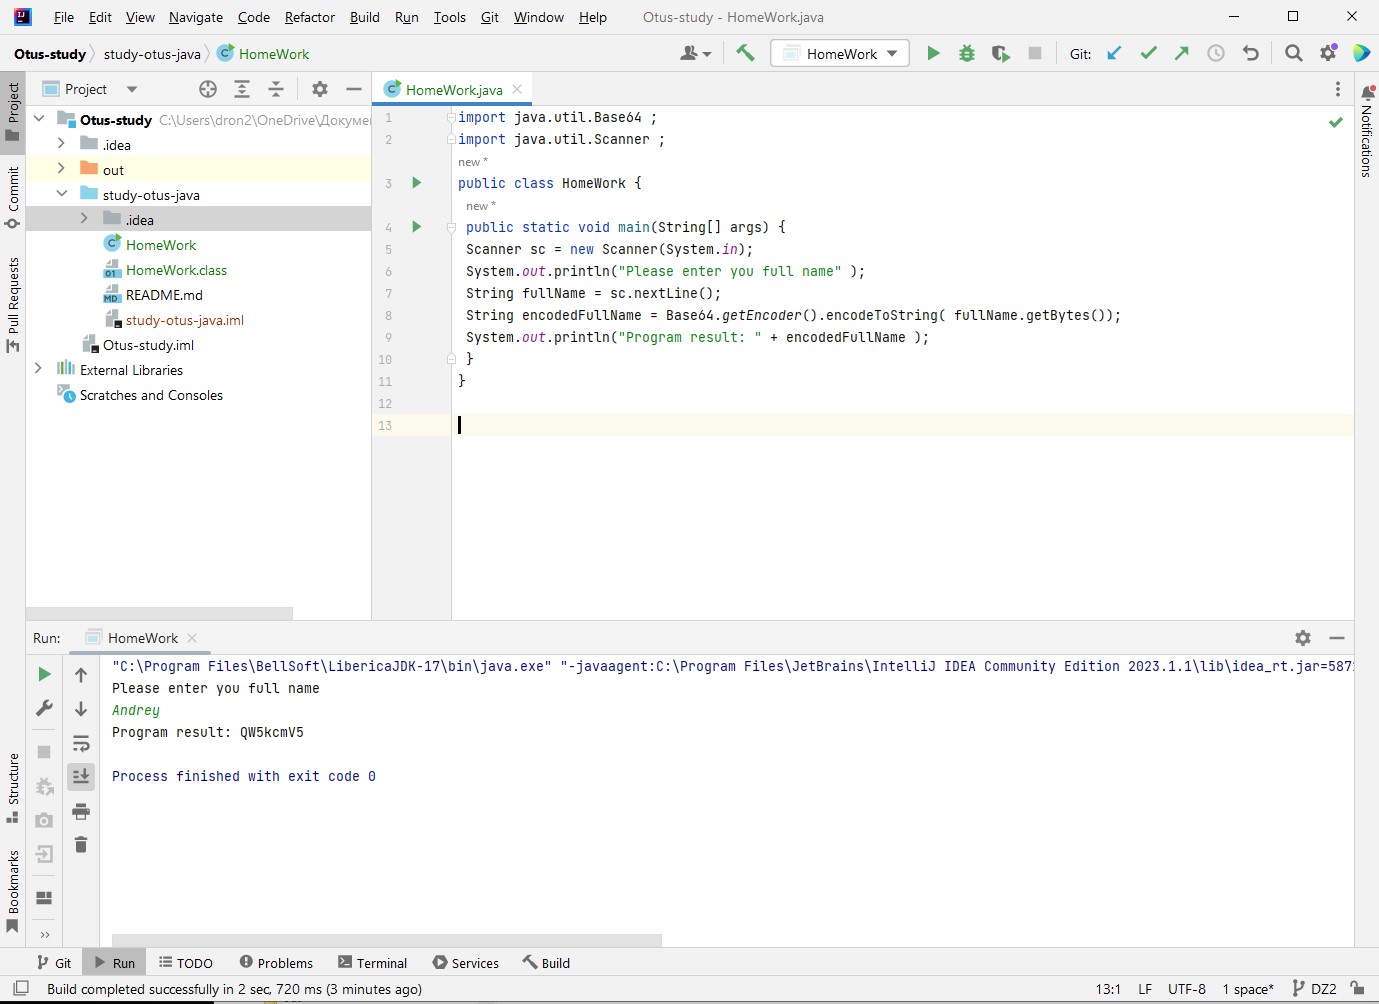 File Edit View Navigate Code Refactor Build Run Tools Git Window Help Otus-study - HomeWork.java
Otus-study study-otus-java HomeWork HomeWork Git:
Project
HomeWork.java
Project
Commit
Pull Requests
Structure
Bookmarks
Notifications
Otus-study C:\Users\dron2\OneDrive\Докумен
.idea
out
study-otus-java
.idea
HomeWork
HomeWork.class
README.md
study-otus-java.iml
Otus-study.iml
External Libraries
Scratches and Consoles
1 import java.util.Base64 ;
2 import java.util.Scanner ;
new *
3 public class HomeWork {
new *
4 public static void main(String[] args) {
5 Scanner sc = new Scanner(System.in);
6 System.out.println("Please enter you full name" );
7 String fullName = sc.nextLine();
8 String encodedFullName = Base64.getEncoder().encodeToString( fullName.getBytes());
9 System.out.println("Program result: " + encodedFullName );
10 }
11 }
12
13
Run: HomeWork
"C:\Program Files\BellSoft\LibericaJDK-17\bin\java.exe" "-javaagent:C:\Program Files\JetBrains\IntelliJ IDEA Community Edition 2023.1.1\lib\idea_rt.jar=587
Please enter you full name
Andrey
Program result: QW5kcmV5
Process finished with exit code 0
Git Run TODO Problems Terminal Services Build
Build completed successfully in 2 sec, 720 ms (3 minutes ago) 13:1 LF UTF-8 1 space* DZ2